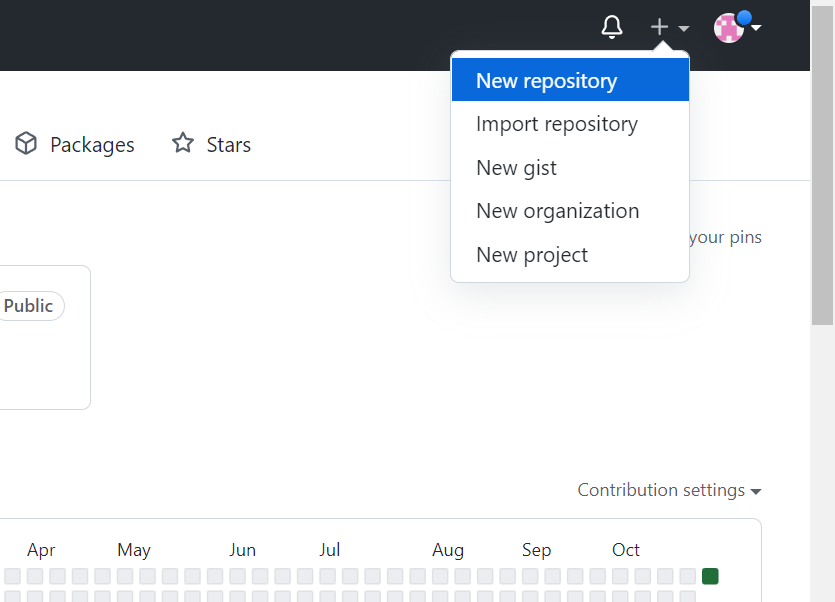 New repository
Import repository
New gist
New organization
New project
Packages
Stars
your pins
Public
Contribution settings
Apr May Jun Jul Aug Sep Oct